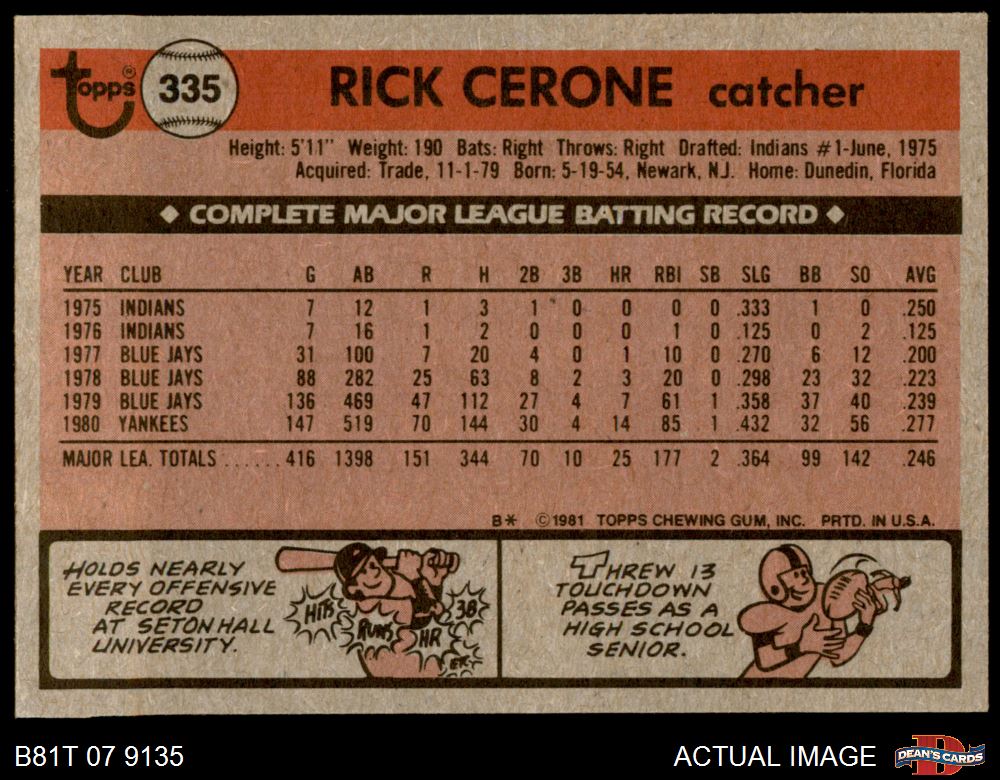 Topps® 335 RICK CERONE catcher
Height: 5'11" Weight: 190 Bats: Right Throws: Right Drafted: Indians #1-June, 1975
Acquired: Trade, 11-1-79 Born: 5-19-54, Newark, N.J. Home: Dunedin, Florida
◆ COMPLETE MAJOR LEAGUE BATTING RECORD ◆
YEAR CLUB G AB R H 2B 3B HR RBI SB SLG BB SO AVG
1975 INDIANS 7 12 1 3 1 0 0 0 0 .333 1 0 .250
1976 INDIANS 7 16 1 2 0 0 0 1 0 .125 0 2 .125
1977 BLUE JAYS 31 100 7 20 4 0 1 10 0 .270 6 12 .200
1978 BLUE JAYS 88 282 25 63 8 2 3 20 0 .298 23 32 .223
1979 BLUE JAYS 136 469 47 112 27 4 7 61 1 .358 37 40 .239
1980 YANKEES 147 519 70 144 30 4 14 85 1 .432 32 56 .277
MAJOR LEA. TOTALS ...... 416 1398 151 344 70 10 25 177 2 .364 99 142 .246
B* ©1981 TOPPS CHEWING GUM, INC. PRTD. IN U.S.A.
HOLDS NEARLY
EVERY OFFENSIVE
RECORD
AT SETON HALL
UNIVERSITY.
HITS
RUNS
HR
3B
ETC.
THREW 13
TOUCHDOWN
PASSES AS A
HIGH SCHOOL
SENIOR.
B81T 07 9135
ACTUAL IMAGE
DEAN'S CARDS